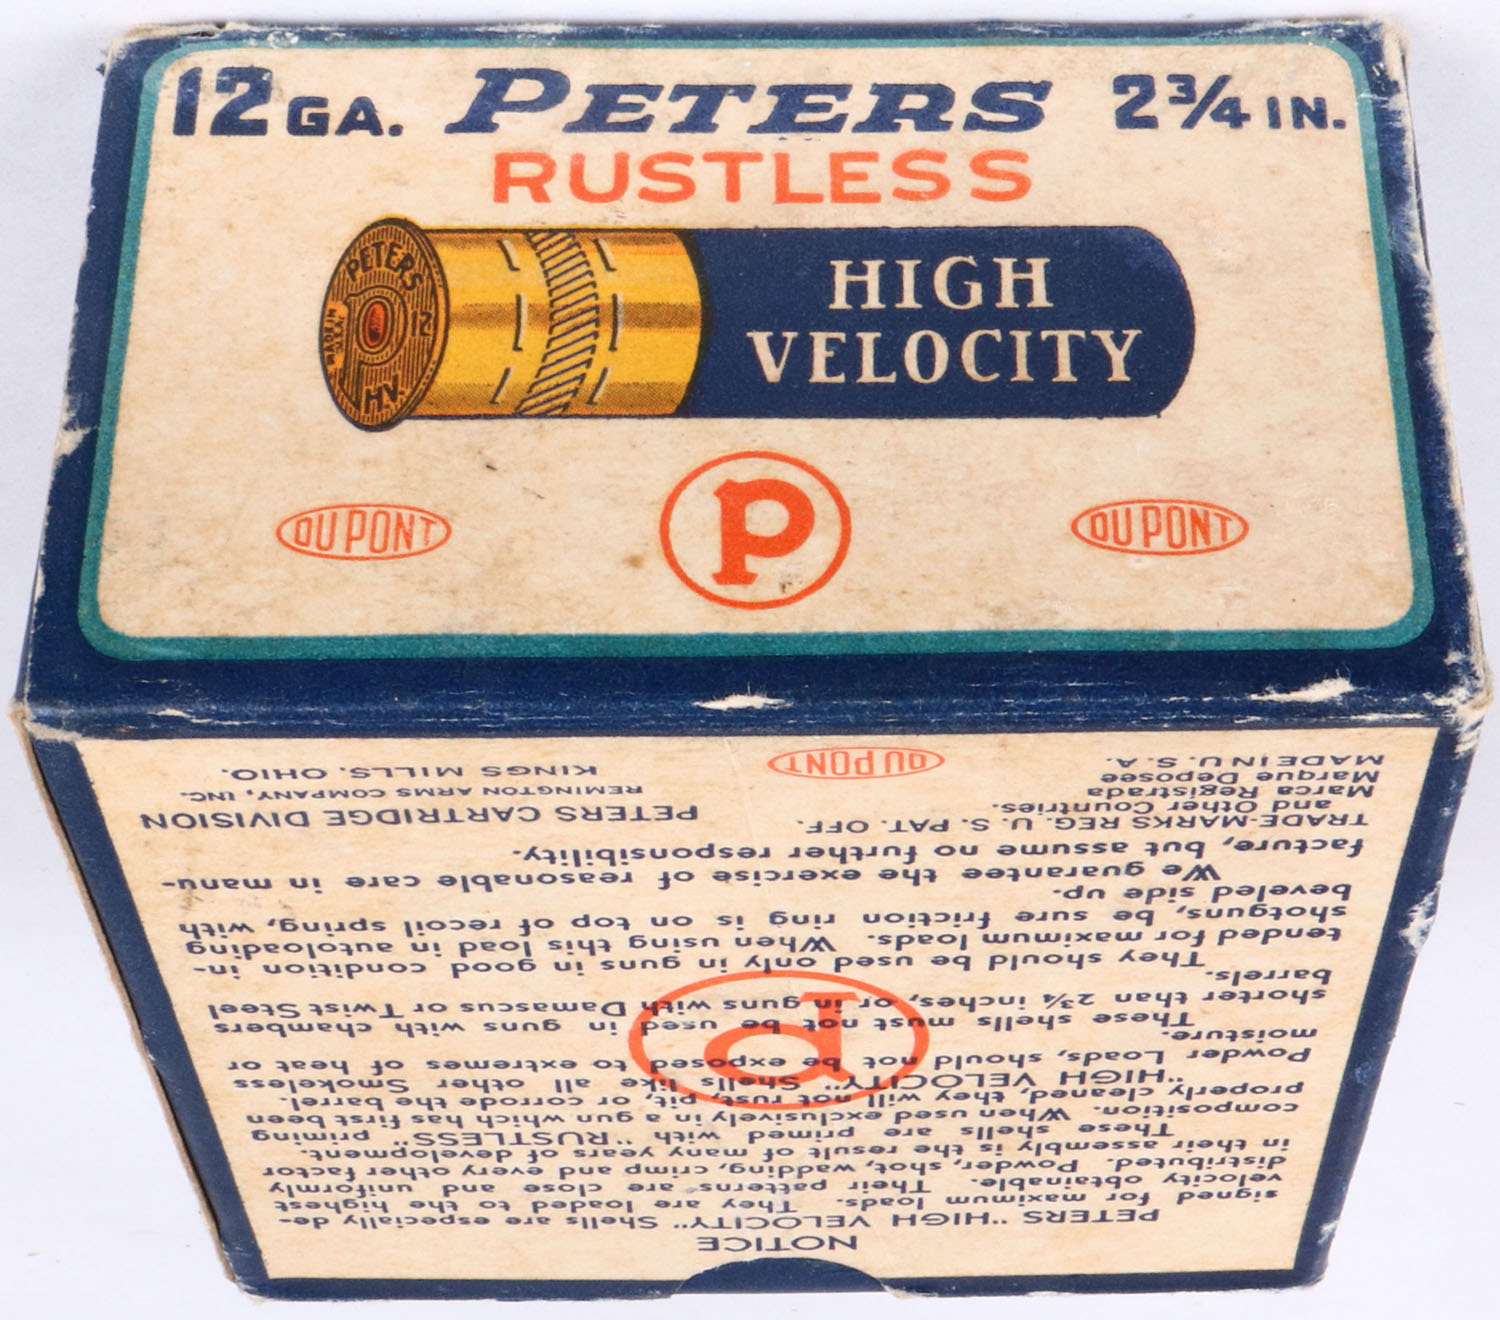 12 GA. PETERS 2 3/4 IN.
RUSTLESS
PETERS
12
MADE IN
U.S.A.
H.V.
HIGH
VELOCITY
DU PONT P DU PONT
NOTICE
PETERS "HIGH VELOCITY" Shells are especially de-
signed for maximum loads. They are loaded to the highest
velocity obtainable. Their patterns are close and uniformly
distributed. Powder, shot, wadding, crimp and every other factor
in their assembly is the result of many years of development.
These shells are primed with "RUSTLESS" priming
composition. When used exclusively in a gun which has first been
properly cleaned, they will not rust, pit, or corrode the barrel.
"HIGH VELOCITY" Shells like all other Smokeless
Powder Loads, should not be exposed to extremes of heat or
moisture.
These shells must not be used in guns with chambers
shorter than 2¾ inches, or in guns with Damascus or Twist Steel
barrels.
They should be used only in guns in good condition in-
tended for maximum loads. When using this load in autoloading
shotguns, be sure friction ring is on top of recoil spring, with
beveled side up.
We guarantee the exercise of reasonable care in manu-
facture, but assume no further responsibility.
P
TRADE-MARKS REG. U. S. PAT. OFF.
and Other Countries.
Marca Registrada
Marque Deposee
MADE IN U. S. A.
DU PONT
PETERS CARTRIDGE DIVISION
REMINGTON ARMS COMPANY, INC.
KINGS MILLS, OHIO.